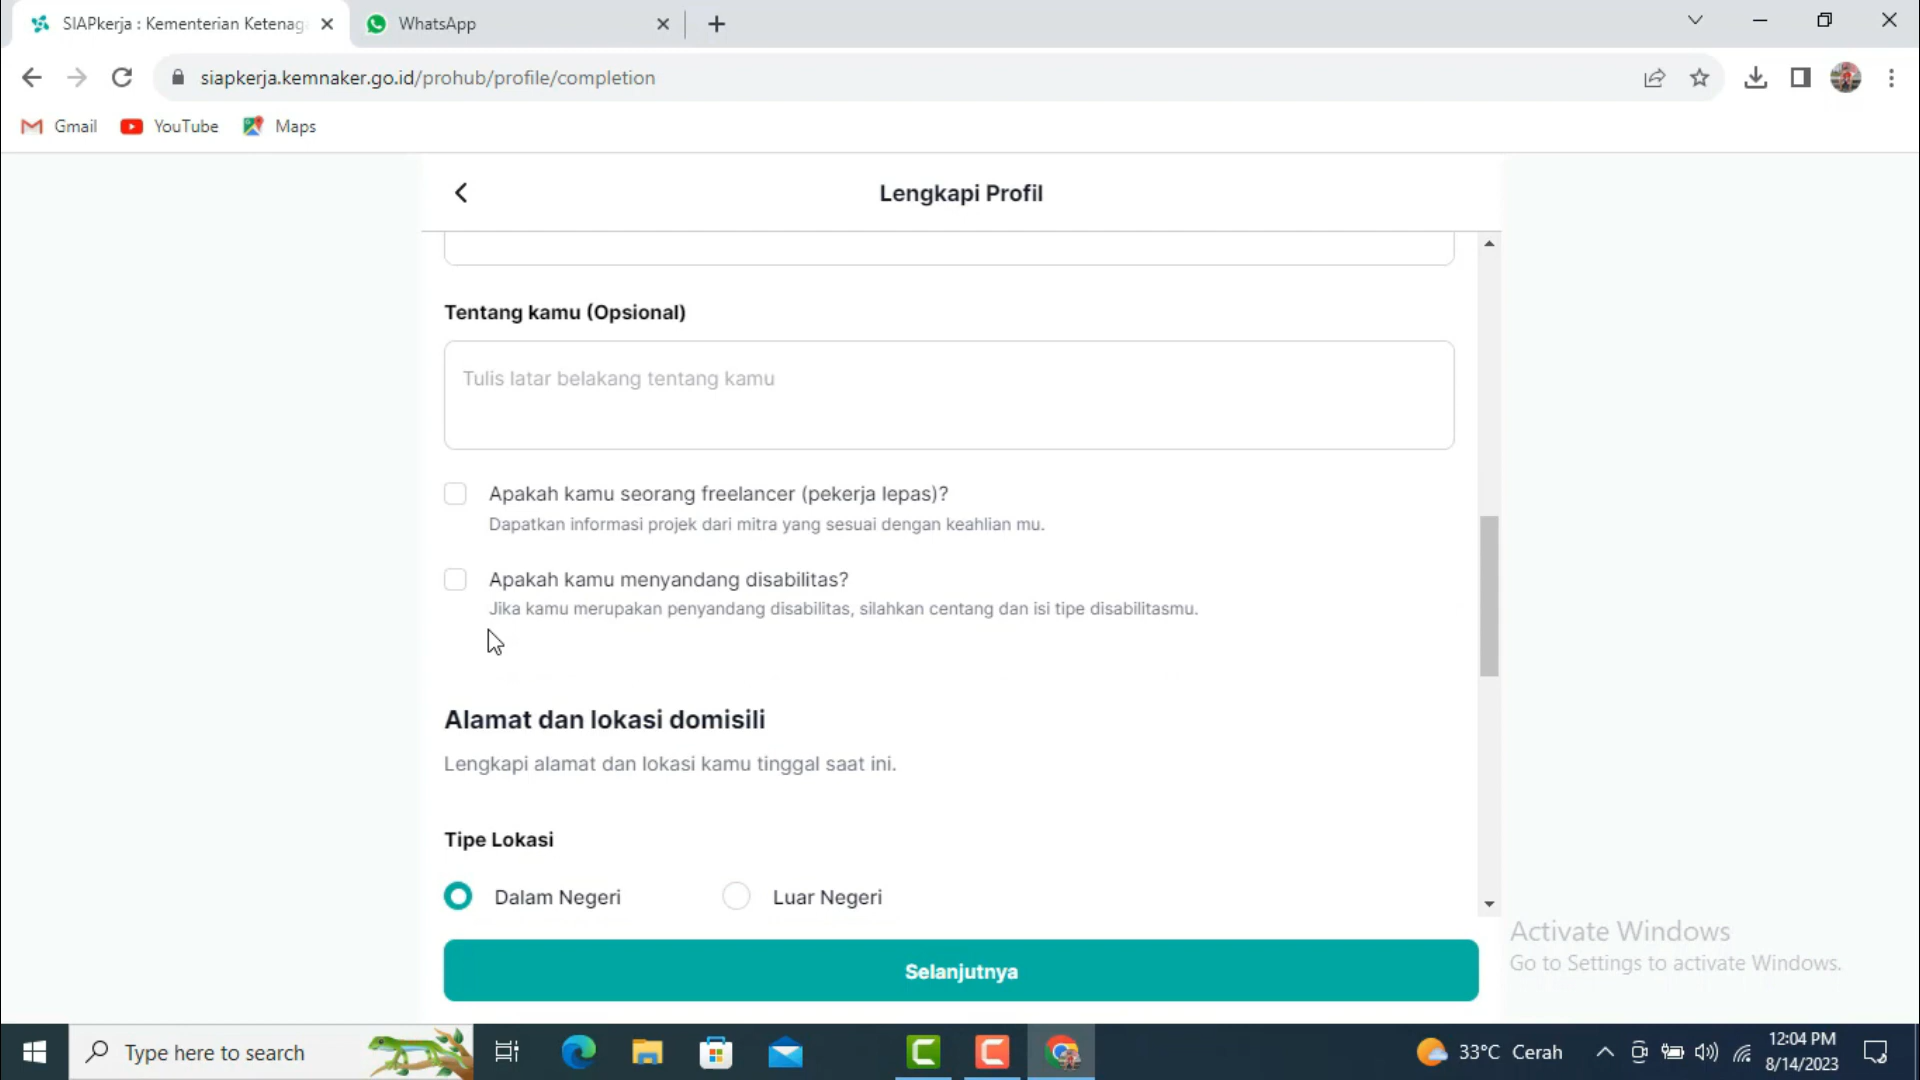 SIAPkerja : Kementerian Ketenag
WhatsApp
siapkerja.kemnaker.go.id/prohub/profile/completion
Gmail
YouTube
Maps
Lengkapi Profil
Tentang kamu (Opsional)
Tulis latar belakang tentang kamu
Apakah kamu seorang freelancer (pekerja lepas)?
Dapatkan informasi projek dari mitra yang sesuai dengan keahlian mu.
Apakah kamu menyandang disabilitas?
Jika kamu merupakan penyandang disabilitas, silahkan centang dan isi tipe disabilitasmu.
Alamat dan lokasi domisili
Lengkapi alamat dan lokasi kamu tinggal saat ini.
Tipe Lokasi
Dalam Negeri
Luar Negeri
Selanjutnya
Activate Windows
Go to Settings to activate Windows.
Type here to search
33°C Cerah
12:04 PM
8/14/2023